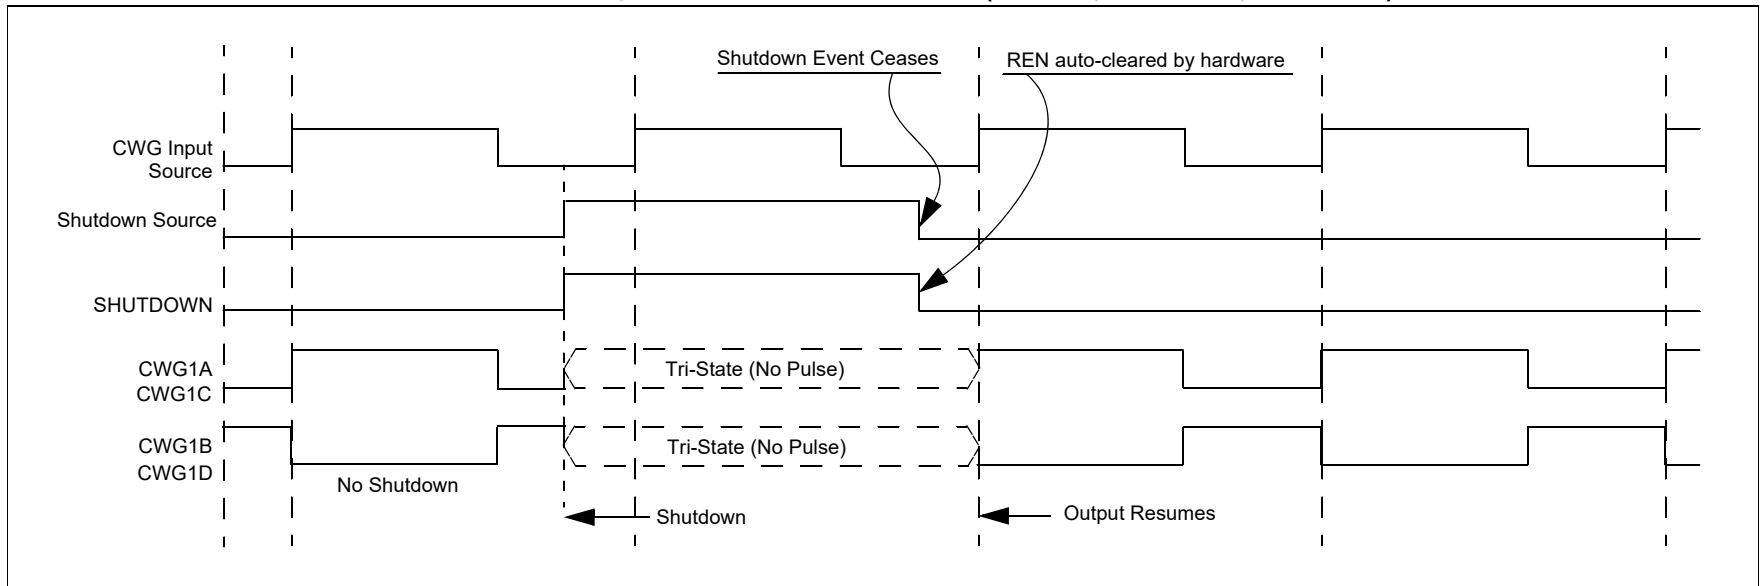 Shutdown Event Ceases
REN auto-cleared by hardware
CWG Input
Source
Shutdown Source
SHUTDOWN
CWG1A
CWG1C
Tri-State (No Pulse)
CWG1B
CWG1D
Tri-State (No Pulse)
No Shutdown
Shutdown
Output Resumes